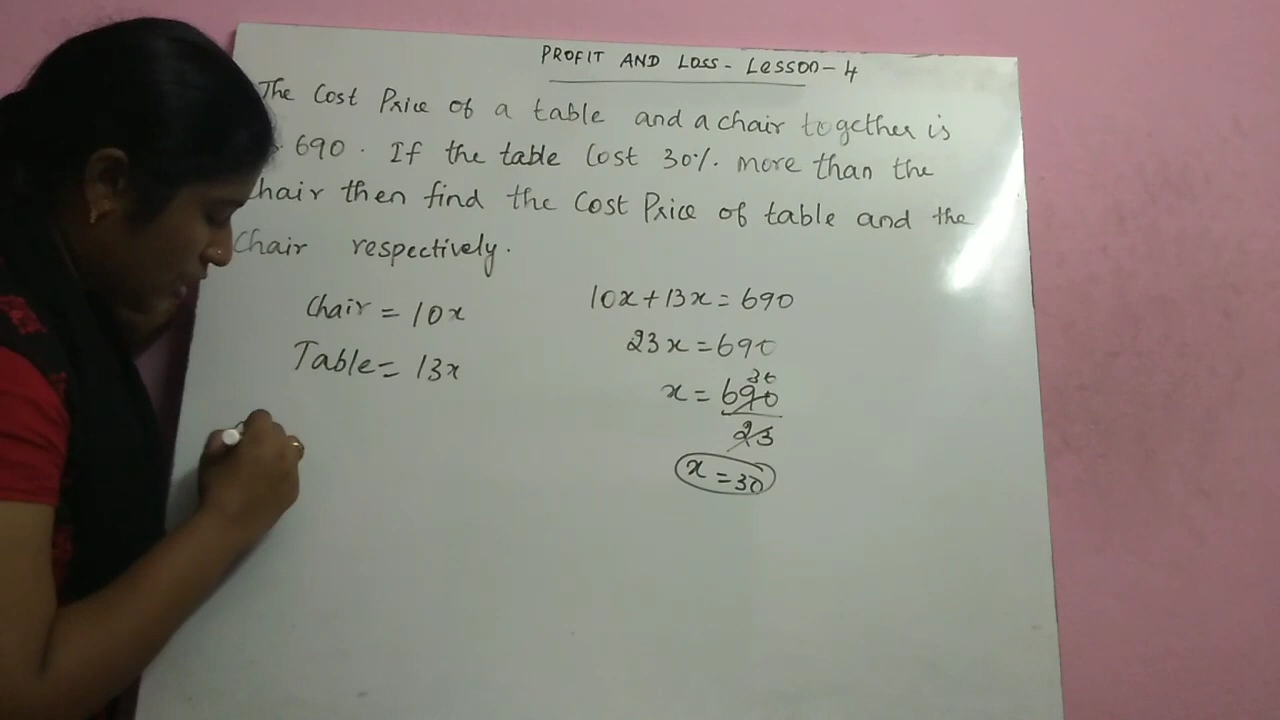 PROFIT AND LOSS - LESSON - 4
The Cost Price of a table and a chair together is
690. If the table Cost 30% more than the
hair then find the Cost Price of table and the
Chair respectively.
Chair = 10x
Table = 13x
10x + 13x = 690
23x = 690
30
x = 690
23
x = 30